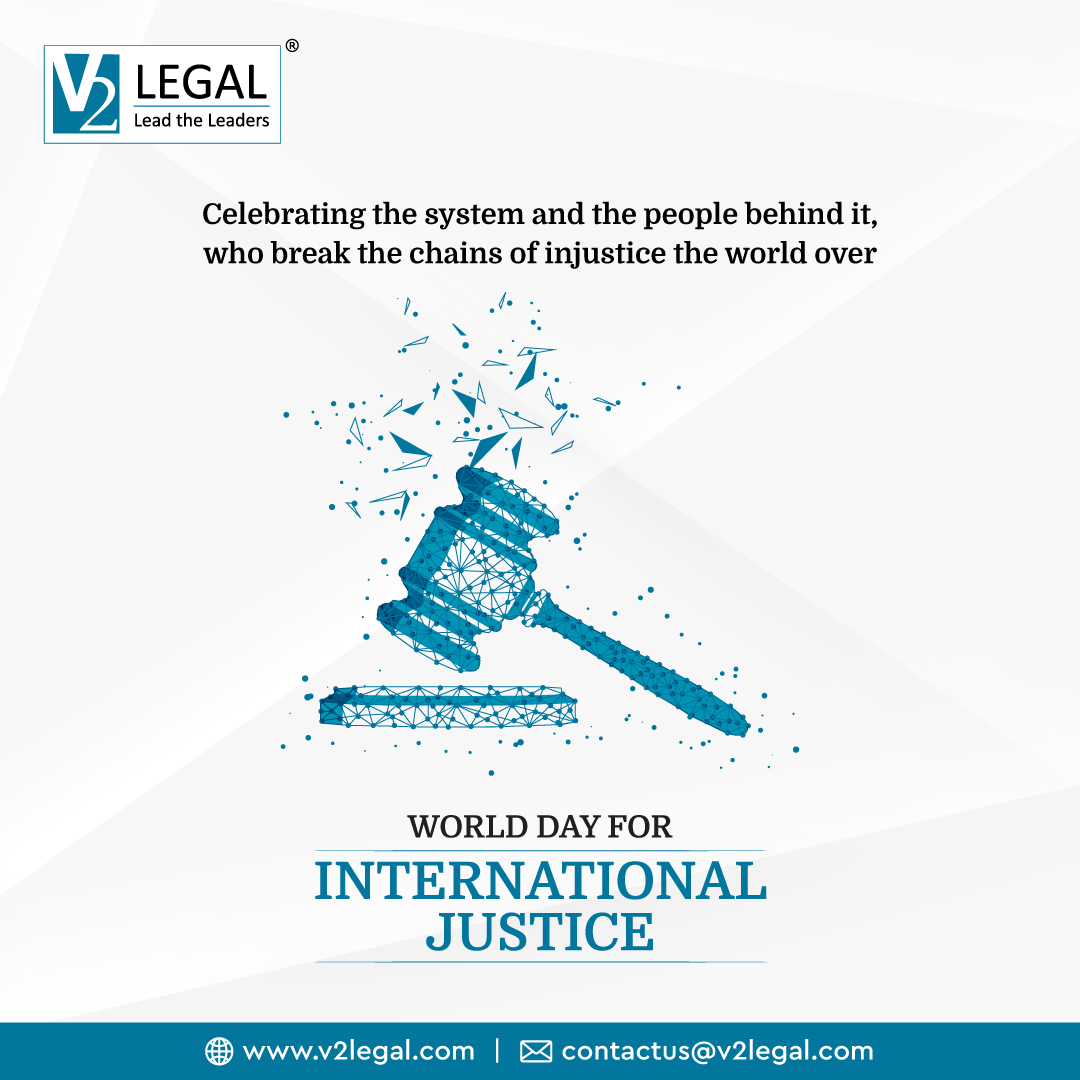 V2 LEGAL ®
Lead the Leaders
Celebrating the system and the people behind it,
who break the chains of injustice the world over
WORLD DAY FOR
INTERNATIONAL
JUSTICE
www.v2legal.com | contactus@v2legal.com